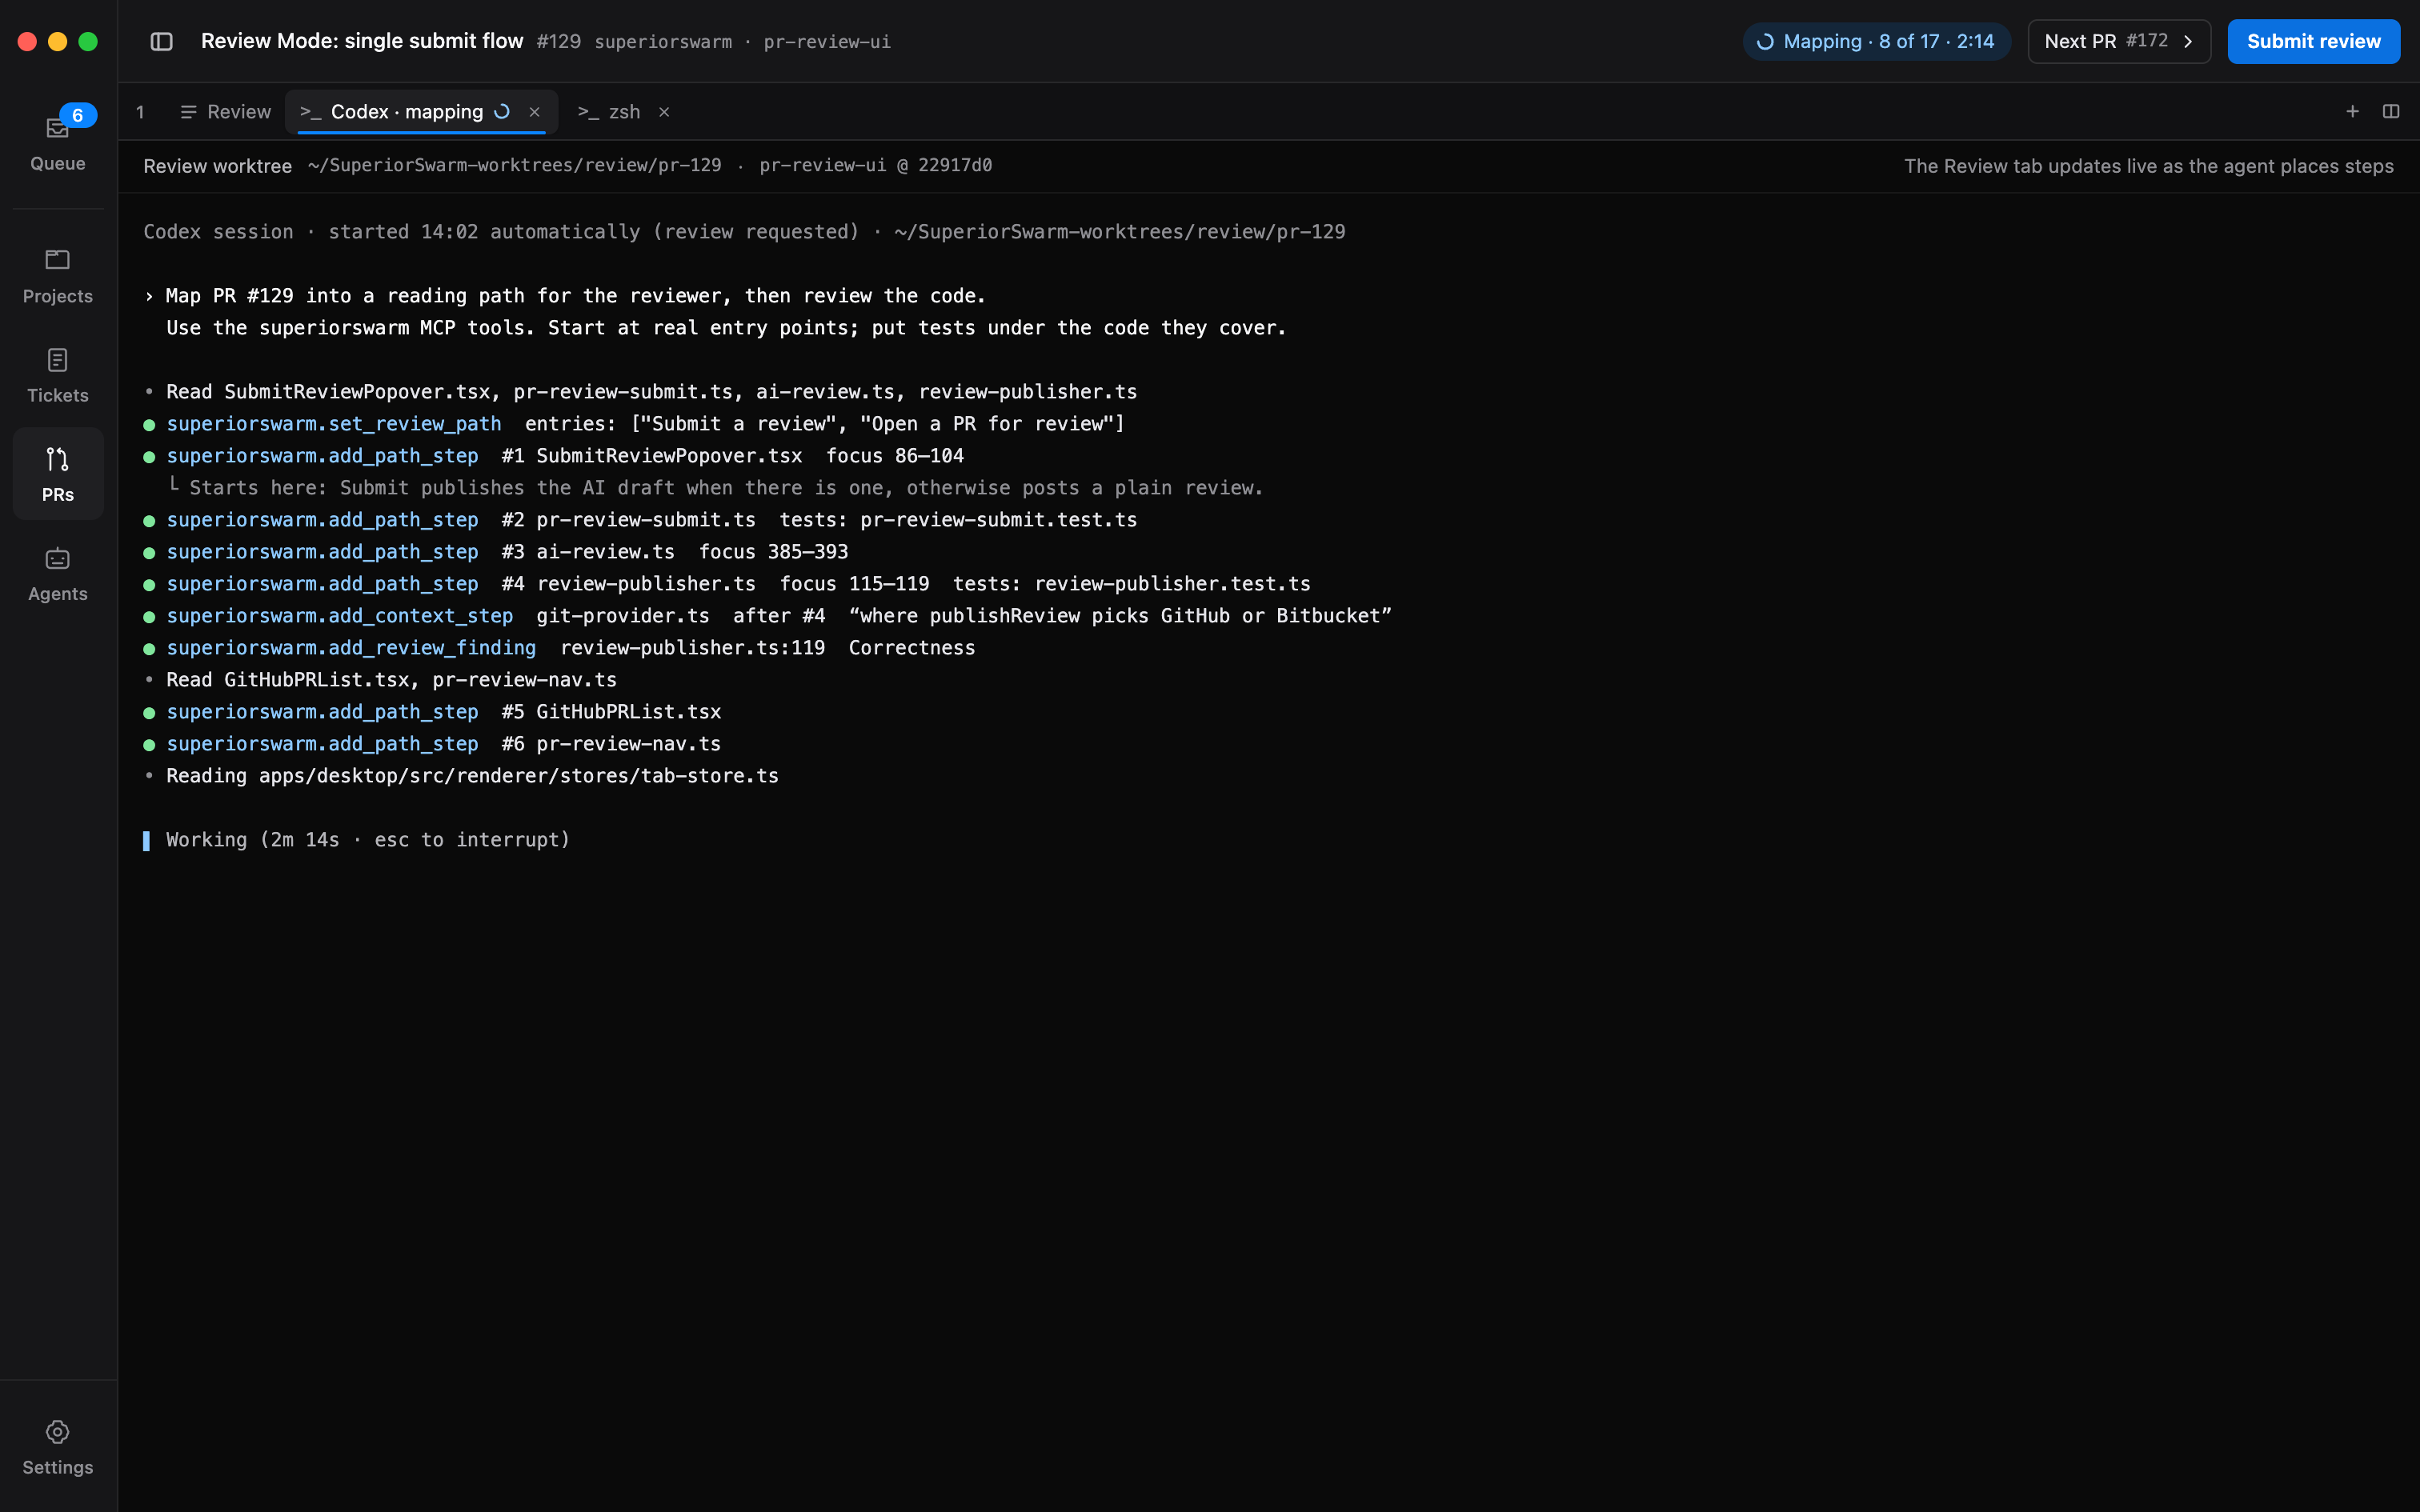 Review Mode: single submit flow #129 superiorswarm · pr-review-ui
Mapping · 8 of 17 · 2:14
Next PR #172
Submit review
6
Queue
Projects
Tickets
PRs
Agents
Settings
1 Review >_ Codex · mapping × >_ zsh × +
Review worktree ~/SuperiorSwarm-worktrees/review/pr-129 · pr-review-ui @ 22917d0
The Review tab updates live as the agent places steps
Codex session · started 14:02 automatically (review requested) · ~/SuperiorSwarm-worktrees/review/pr-129
› Map PR #129 into a reading path for the reviewer, then review the code.
Use the superiorswarm MCP tools. Start at real entry points; put tests under the code they cover.
• Read SubmitReviewPopover.tsx, pr-review-submit.ts, ai-review.ts, review-publisher.ts
● superiorswarm.set_review_path entries: ["Submit a review", "Open a PR for review"]
● superiorswarm.add_path_step #1 SubmitReviewPopover.tsx focus 86–104
└ Starts here: Submit publishes the AI draft when there is one, otherwise posts a plain review.
● superiorswarm.add_path_step #2 pr-review-submit.ts tests: pr-review-submit.test.ts
● superiorswarm.add_path_step #3 ai-review.ts focus 385–393
● superiorswarm.add_path_step #4 review-publisher.ts focus 115–119 tests: review-publisher.test.ts
● superiorswarm.add_context_step git-provider.ts after #4 “where publishReview picks GitHub or Bitbucket”
● superiorswarm.add_review_finding review-publisher.ts:119 Correctness
• Read GitHubPRList.tsx, pr-review-nav.ts
● superiorswarm.add_path_step #5 GitHubPRList.tsx
● superiorswarm.add_path_step #6 pr-review-nav.ts
• Reading apps/desktop/src/renderer/stores/tab-store.ts
Working (2m 14s · esc to interrupt)